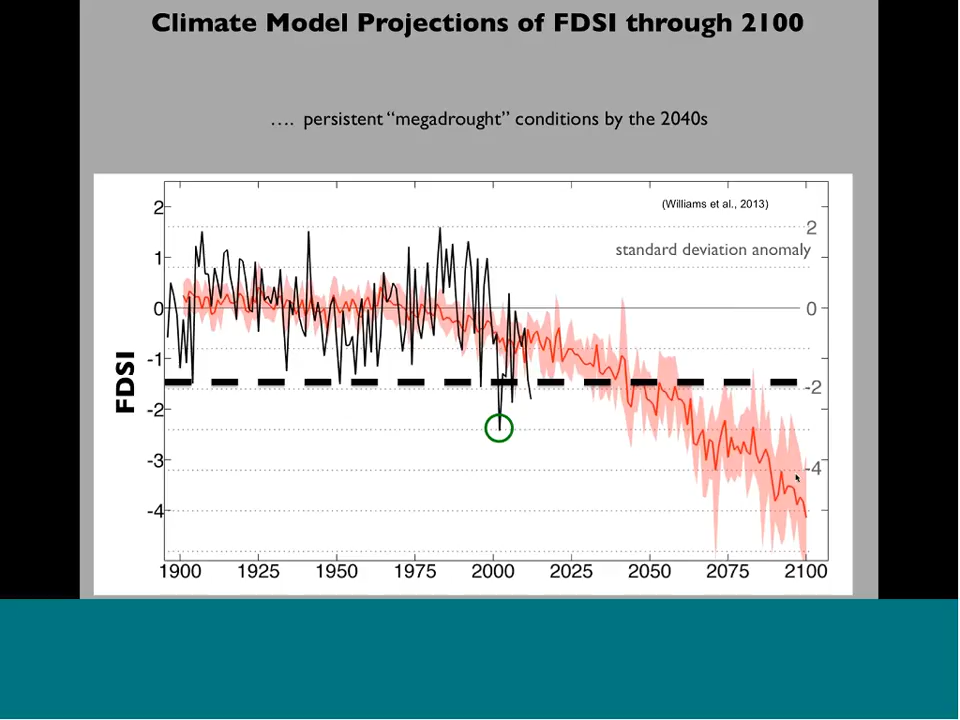 Climate Model Projections of FDSI through 2100
…. persistent “megadrought” conditions by the 2040s
(Williams et al., 2013)
standard deviation anomaly
FDSI
2
1
0
-1
-2
-3
-4
2
0
-2
-4
1900 1925 1950 1975 2000 2025 2050 2075 2100